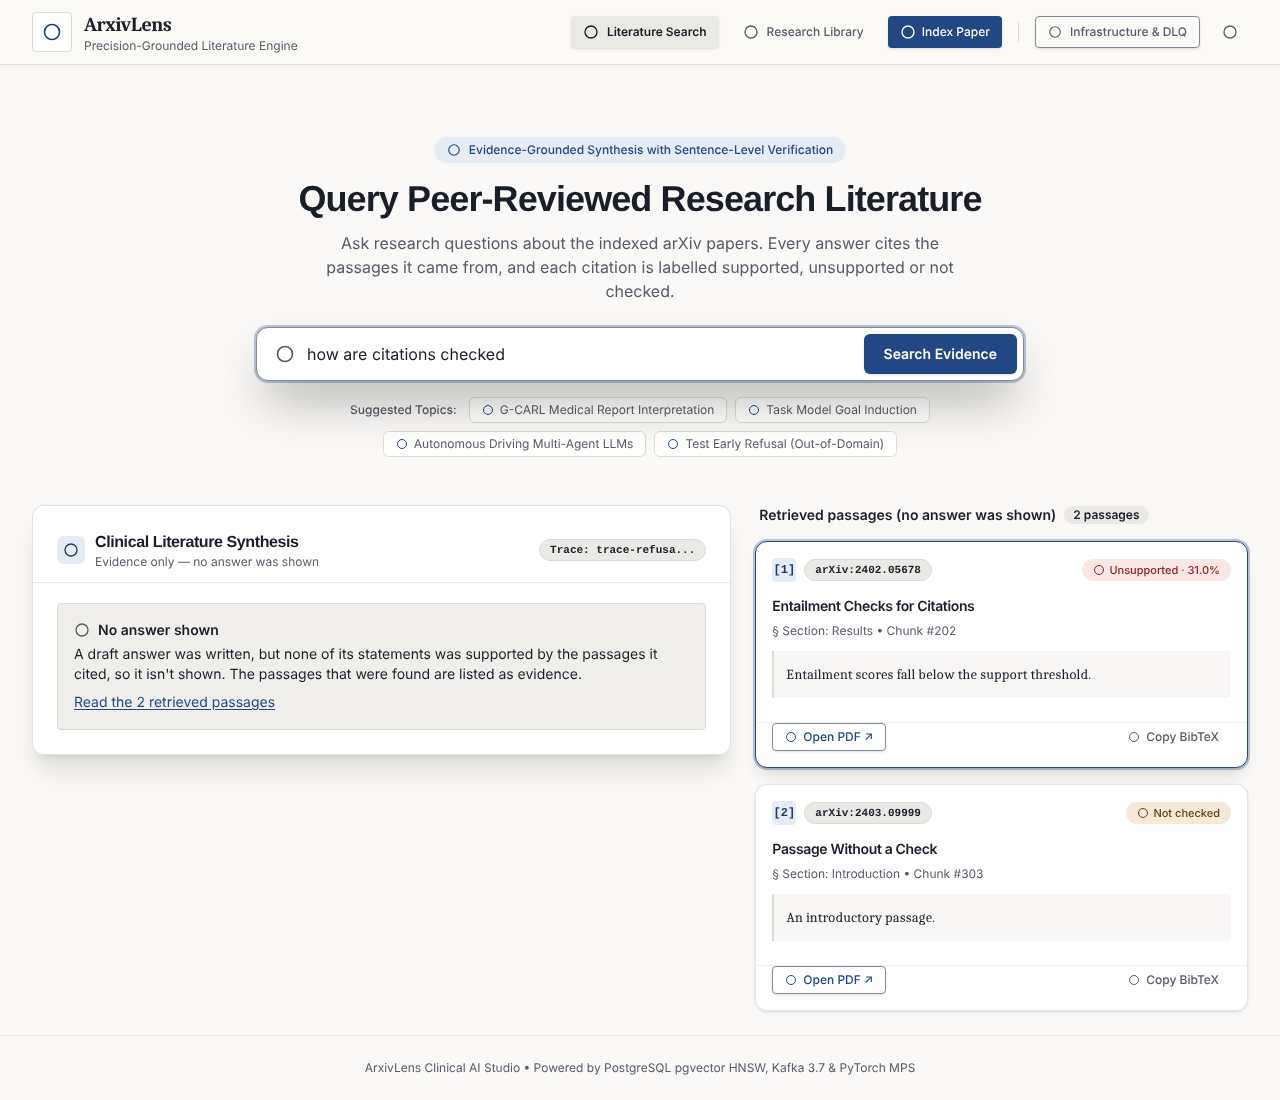 ArxivLens
Precision-Grounded Literature Engine
Literature Search
Research Library
Index Paper
Infrastructure & DLQ
Evidence-Grounded Synthesis with Sentence-Level Verification
Query Peer-Reviewed Research Literature
Ask research questions about the indexed arXiv papers. Every answer cites the
passages it came from, and each citation is labelled supported, unsupported or not
checked.
how are citations checked
Search Evidence
Suggested Topics:
G-CARL Medical Report Interpretation
Task Model Goal Induction
Autonomous Driving Multi-Agent LLMs
Test Early Refusal (Out-of-Domain)
Clinical Literature Synthesis
Evidence only — no answer was shown
Trace: trace-refusa...
No answer shown
A draft answer was written, but none of its statements was supported by the passages it
cited, so it isn't shown. The passages that were found are listed as evidence.
Read the 2 retrieved passages
Retrieved passages (no answer was shown)
2 passages
[1]
arXiv:2402.05678
Unsupported · 31.0%
Entailment Checks for Citations
§ Section: Results • Chunk #202
Entailment scores fall below the support threshold.
Open PDF ↗
Copy BibTeX
[2]
arXiv:2403.09999
Not checked
Passage Without a Check
§ Section: Introduction • Chunk #303
An introductory passage.
Open PDF ↗
Copy BibTeX
ArxivLens Clinical AI Studio • Powered by PostgreSQL pgvector HNSW, Kafka 3.7 & PyTorch MPS